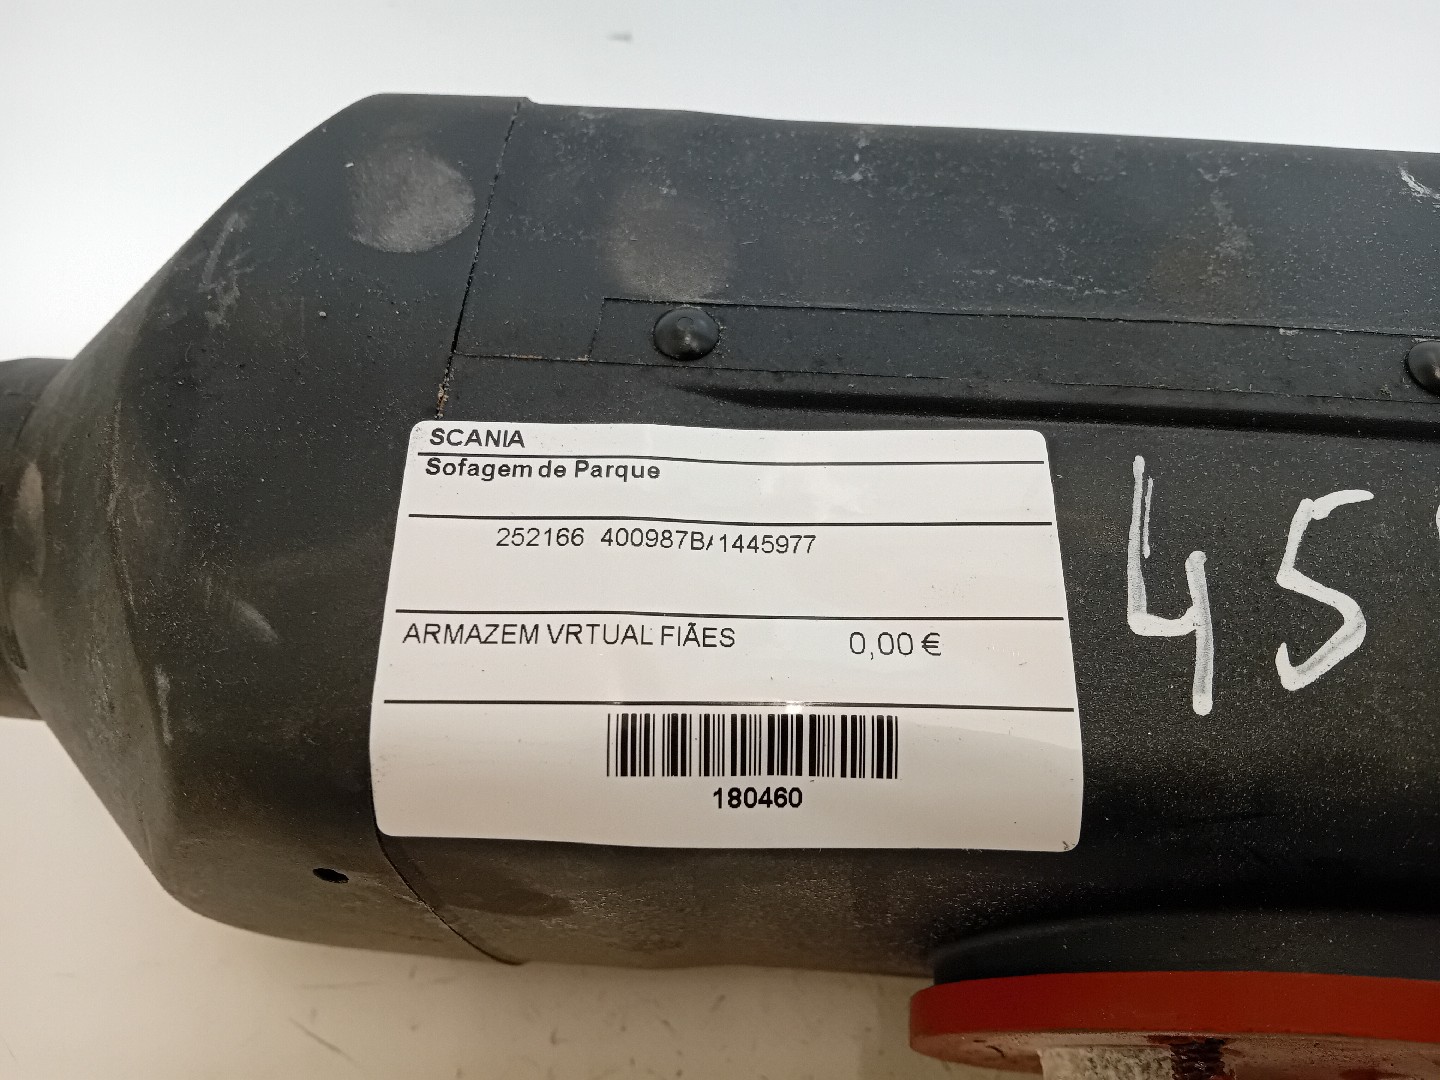 SCANIA
Sofagem de Parque
252166 400987B/1445977
ARMAZEM VRTUAL FIÃES 0,00 €
180460
45